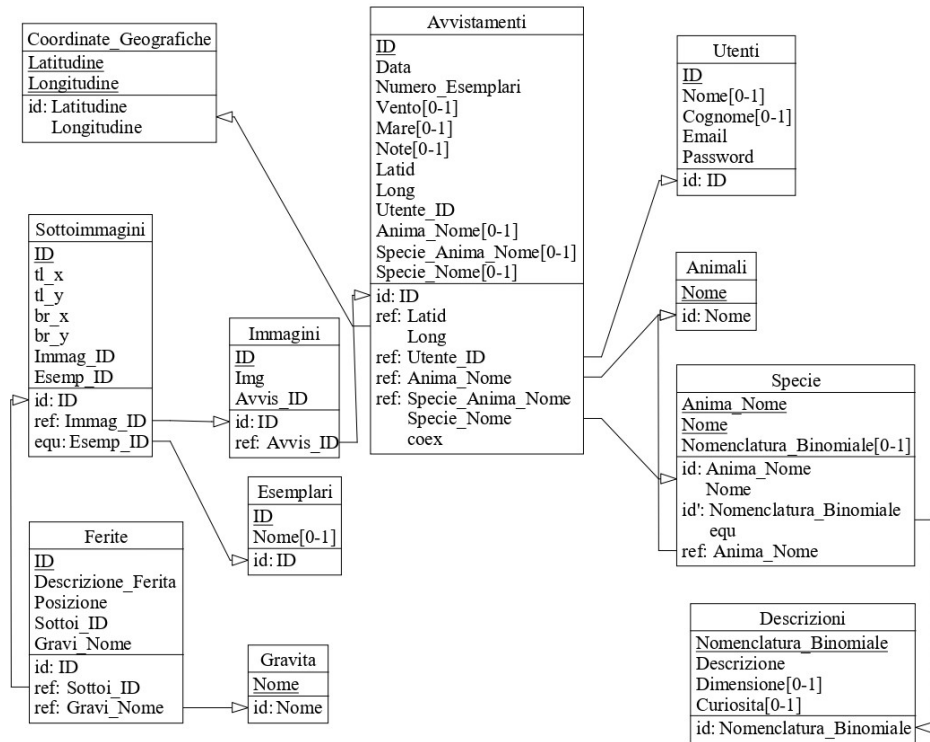 Coordinate_Geografiche
Latitudine
Longitudine
id: Latitudine
Longitudine
Avvistamenti
ID
Data
Numero_Esemplari
Vento[0-1]
Mare[0-1]
Note[0-1]
Latid
Long
Utente_ID
Anima_Nome[0-1]
Specie_Anima_Nome[0-1]
Specie_Nome[0-1]
id: ID
ref: Latid
Long
ref: Utente_ID
ref: Anima_Nome
ref: Specie_Anima_Nome
Specie_Nome
coex
Utenti
ID
Nome[0-1]
Cognome[0-1]
Email
Password
id: ID
Sottoimmagini
ID
tl_x
tl_y
br_x
br_y
Immag_ID
Esemp_ID
id: ID
ref: Immag_ID
equ: Esemp_ID
Immagini
ID
Img
Avvis_ID
id: ID
ref: Avvis_ID
Animali
Nome
id: Nome
Specie
Anima_Nome
Nome
Nomenclatura_Binomiale[0-1]
id: Anima_Nome
Nome
id': Nomenclatura_Binomiale
equ
ref: Anima_Nome
Esemplari
ID
Nome[0-1]
id: ID
Ferite
ID
Descrizione_Ferita
Posizione
Sottoi_ID
Gravi_Nome
id: ID
ref: Sottoi_ID
ref: Gravi_Nome
Gravita
Nome
id: Nome
Descrizioni
Nomenclatura_Binomiale
Descrizione
Dimensione[0-1]
Curiosita[0-1]
id: Nomenclatura_Binomiale